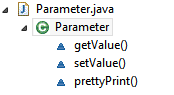 Parameter.java
Parameter
getValue()
setValue()
prettyPrint()